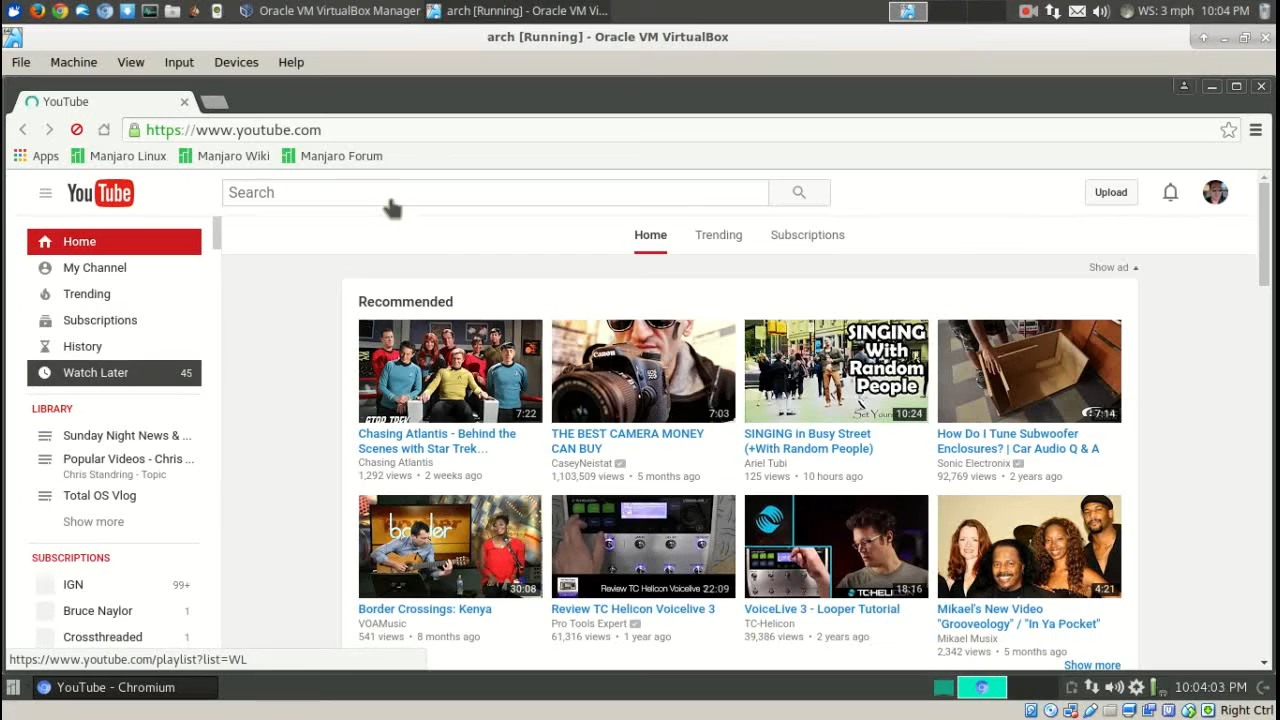 Oracle VM VirtualBox Manager
arch [Running] - Oracle VM Vi...
WS: 3 mph
10:04 PM
arch [Running] - Oracle VM VirtualBox
File Machine View Input Devices Help
YouTube
https://www.youtube.com
Apps Manjaro Linux Manjaro Wiki Manjaro Forum
YouTube
Search
Upload
Home
My Channel
Trending
Subscriptions
History
Watch Later 45
LIBRARY
Sunday Night News & ...
Popular Videos - Chris ...
Chris Standring - Topic
Total OS Vlog
Show more
SUBSCRIPTIONS
IGN 99+
Bruce Naylor 1
Crossthreaded 1
Home Trending Subscriptions
Show ad
Recommended
7:22
Chasing Atlantis - Behind the
Scenes with Star Trek...
Chasing Atlantis
1,292 views • 2 weeks ago
Canon
7:03
THE BEST CAMERA MONEY
CAN BUY
CaseyNeistat
1,103,509 views • 5 months ago
SINGING
With
Random
People
10:24
SINGING in Busy Street
(+With Random People)
Ariel Tubi
125 views • 10 hours ago
7:14
How Do I Tune Subwoofer
Enclosures? | Car Audio Q & A
Sonic Electronix
92,769 views • 2 years ago
border
30:08
Border Crossings: Kenya
VOAMusic
541 views • 8 months ago
Review TC Helicon Voicelive 3
22:09
Review TC Helicon Voicelive 3
Pro Tools Expert
61,316 views • 1 year ago
18:16
VoiceLive 3 - Looper Tutorial
TC-Helicon
39,386 views • 2 years ago
4:21
Mikael's New Video
"Grooveology" / "In Ya Pocket"
Mikael Musix
2,342 views • 5 months ago
Show more
https://www.youtube.com/playlist?list=WL
YouTube - Chromium
10:04:03 PM
Right Ctrl